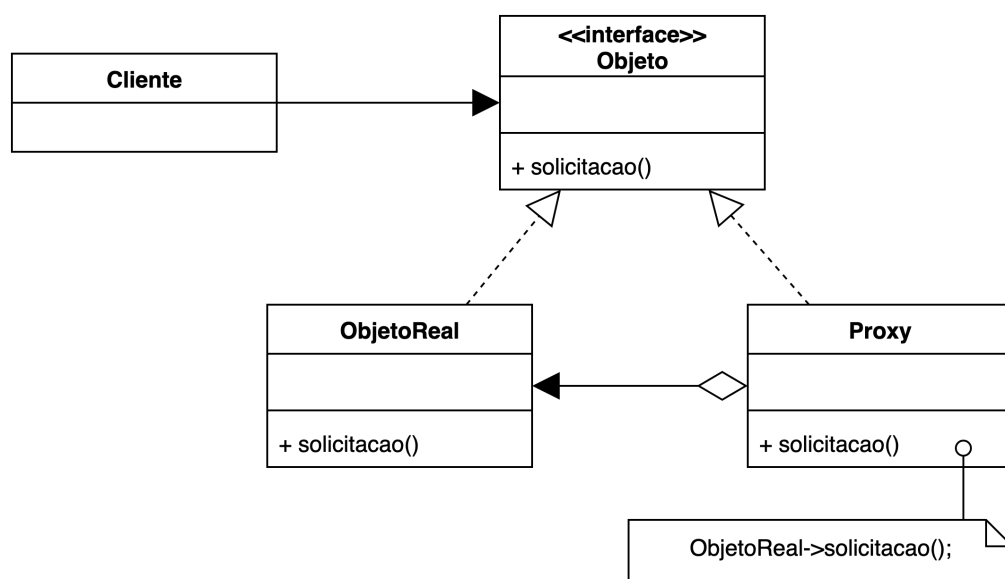 Cliente
<<interface>>
Objeto
+ solicitacao()
ObjetoReal
+ solicitacao()
Proxy
+ solicitacao()
ObjetoReal->solicitacao();